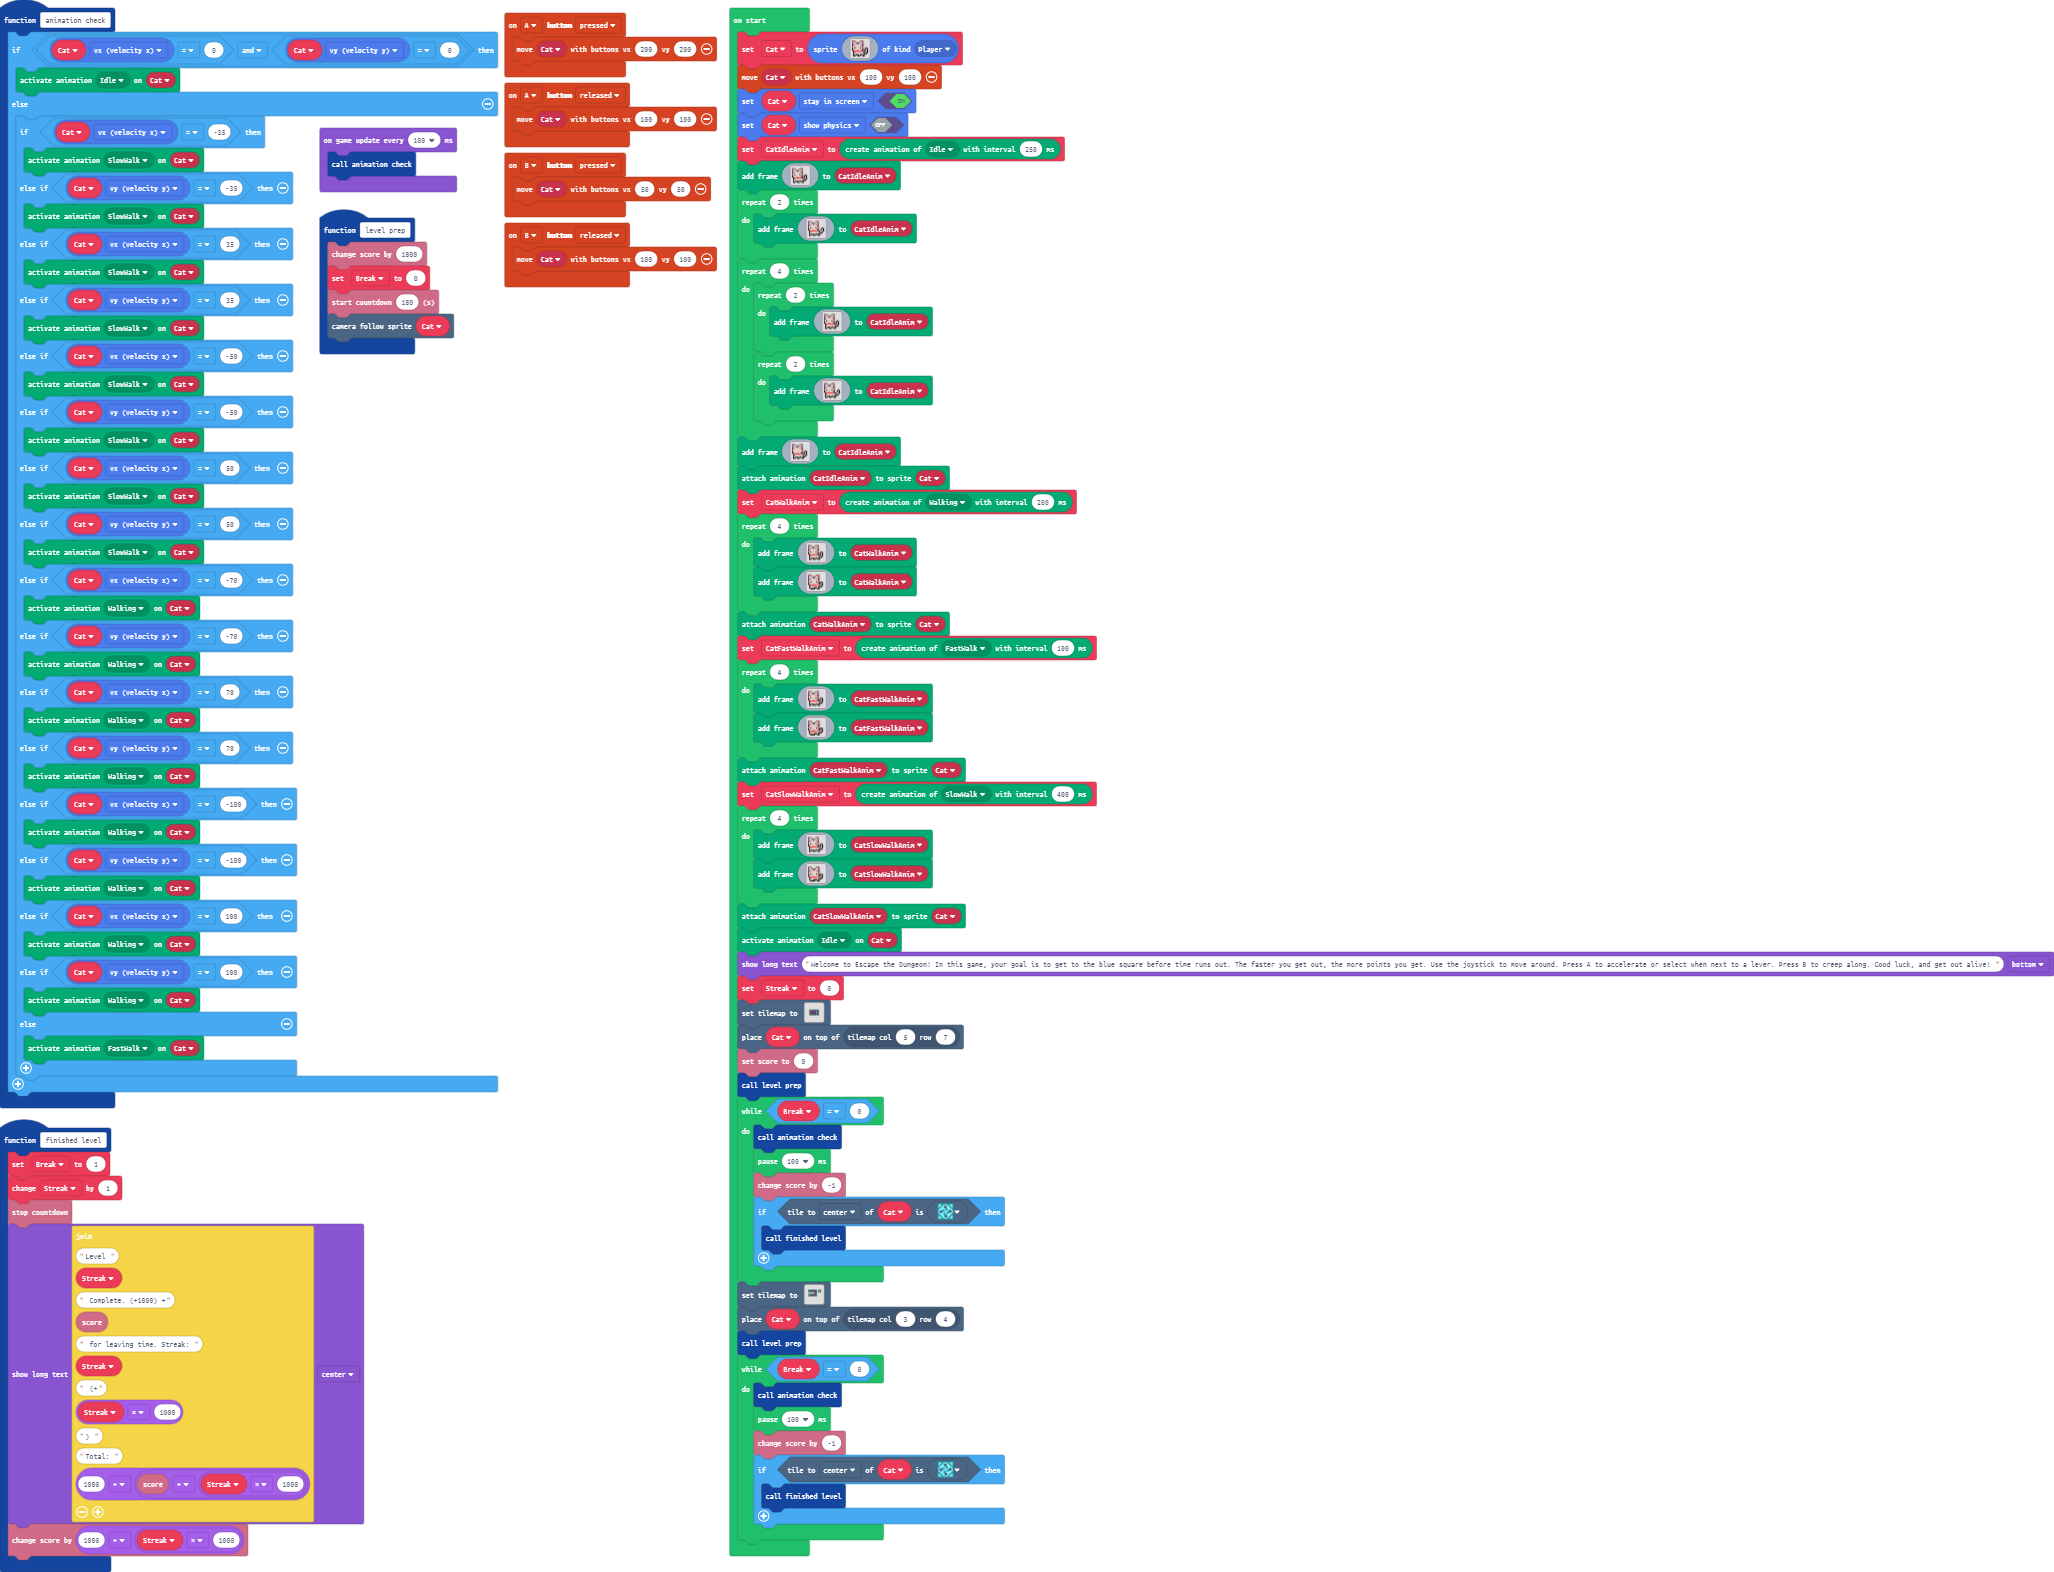 function animation check
if Cat vx (velocity x) = 0 and Cat vy (velocity y) = 0 then
activate animation Idle on Cat
else
if Cat vx (velocity x) = -35 then
activate animation SlowWalk on Cat
else if Cat vy (velocity y) = -35 then
activate animation SlowWalk on Cat
else if Cat vx (velocity x) = 35 then
activate animation SlowWalk on Cat
else if Cat vy (velocity y) = 35 then
activate animation SlowWalk on Cat
else if Cat vx (velocity x) = -50 then
activate animation SlowWalk on Cat
else if Cat vy (velocity y) = -50 then
activate animation SlowWalk on Cat
else if Cat vx (velocity x) = 50 then
activate animation SlowWalk on Cat
else if Cat vy (velocity y) = 50 then
activate animation SlowWalk on Cat
else if Cat vx (velocity x) = -70 then
activate animation Walking on Cat
else if Cat vy (velocity y) = -70 then
activate animation Walking on Cat
else if Cat vx (velocity x) = 70 then
activate animation Walking on Cat
else if Cat vy (velocity y) = 70 then
activate animation Walking on Cat
else if Cat vx (velocity x) = -100 then
activate animation Walking on Cat
else if Cat vy (velocity y) = -100 then
activate animation Walking on Cat
else if Cat vx (velocity x) = 100 then
activate animation Walking on Cat
else if Cat vy (velocity y) = 100 then
activate animation Walking on Cat
else
activate animation FastWalk on Cat
function finished level
set Break to 1
change Streak by 1
stop countdown
show long text
join
"Level "
Streak
" Complete. (+1000) +"
score
" for leaving time. Streak: "
Streak
" (+"
Streak × 1000
") "
"Total: "
1000 + score + Streak × 1000
center
change score by 1000 + Streak × 1000
on game update every 100 ms
call animation check
function level prep
change score by 1000
set Break to 0
start countdown 100 (s)
camera follow sprite Cat
on A button pressed
move Cat with buttons vx 200 vy 200
on A button released
move Cat with buttons vx 100 vy 100
on B button pressed
move Cat with buttons vx 50 vy 50
on B button released
move Cat with buttons vx 100 vy 100
on start
set Cat to sprite of kind Player
move Cat with buttons vx 100 vy 100
set Cat stay in screen ON
set Cat show physics OFF
set CatIdleAnim to create animation of Idle with interval 250 ms
add frame to CatIdleAnim
repeat 2 times
do add frame to CatIdleAnim
repeat 4 times
do repeat 2 times
do add frame to CatIdleAnim
repeat 2 times
do add frame to CatIdleAnim
add frame to CatIdleAnim
attach animation CatIdleAnim to sprite Cat
set CatWalkAnim to create animation of Walking with interval 200 ms
repeat 4 times
do add frame to CatWalkAnim
add frame to CatWalkAnim
attach animation CatWalkAnim to sprite Cat
set CatFastWalkAnim to create animation of FastWalk with interval 100 ms
repeat 4 times
do add frame to CatFastWalkAnim
add frame to CatFastWalkAnim
attach animation CatFastWalkAnim to sprite Cat
set CatSlowWalkAnim to create animation of SlowWalk with interval 400 ms
repeat 4 times
do add frame to CatSlowWalkAnim
add frame to CatSlowWalkAnim
attach animation CatSlowWalkAnim to sprite Cat
activate animation Idle on Cat
show long text "Welcome to Escape the Dungeon! In this game, your goal is to get to the blue square before time runs out. The faster you get out, the more points you get. Use the joystick to move around. Press A to accelerate or select when next to a lever. Press B to creep along. Good luck, and get out alive! " bottom
set Streak to 0
set tilemap to
place Cat on top of tilemap col 5 row 7
set score to 0
call level prep
while Break = 0
do call animation check
pause 100 ms
change score by -1
if tile to center of Cat is then
call finished level
set tilemap to
place Cat on top of tilemap col 3 row 4
call level prep
while Break = 0
do call animation check
pause 100 ms
change score by -1
if tile to center of Cat is then
call finished level